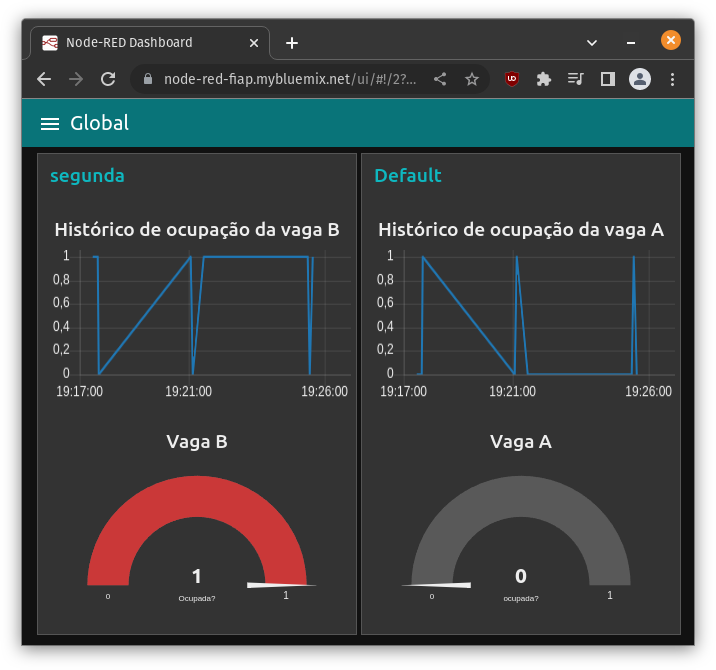 Node-RED Dashboard
node-red-fiap.mybluemix.net/ui/#!/2?...
Global
segunda
Histórico de ocupação da vaga B
1
0,8
0,6
0,4
0,2
0
19:17:00 19:21:00 19:26:00
Vaga B
1
0 Ocupada? 1
Default
Histórico de ocupação da vaga A
1
0,8
0,6
0,4
0,2
0
19:17:00 19:21:00 19:26:00
Vaga A
0
0 ocupada? 1